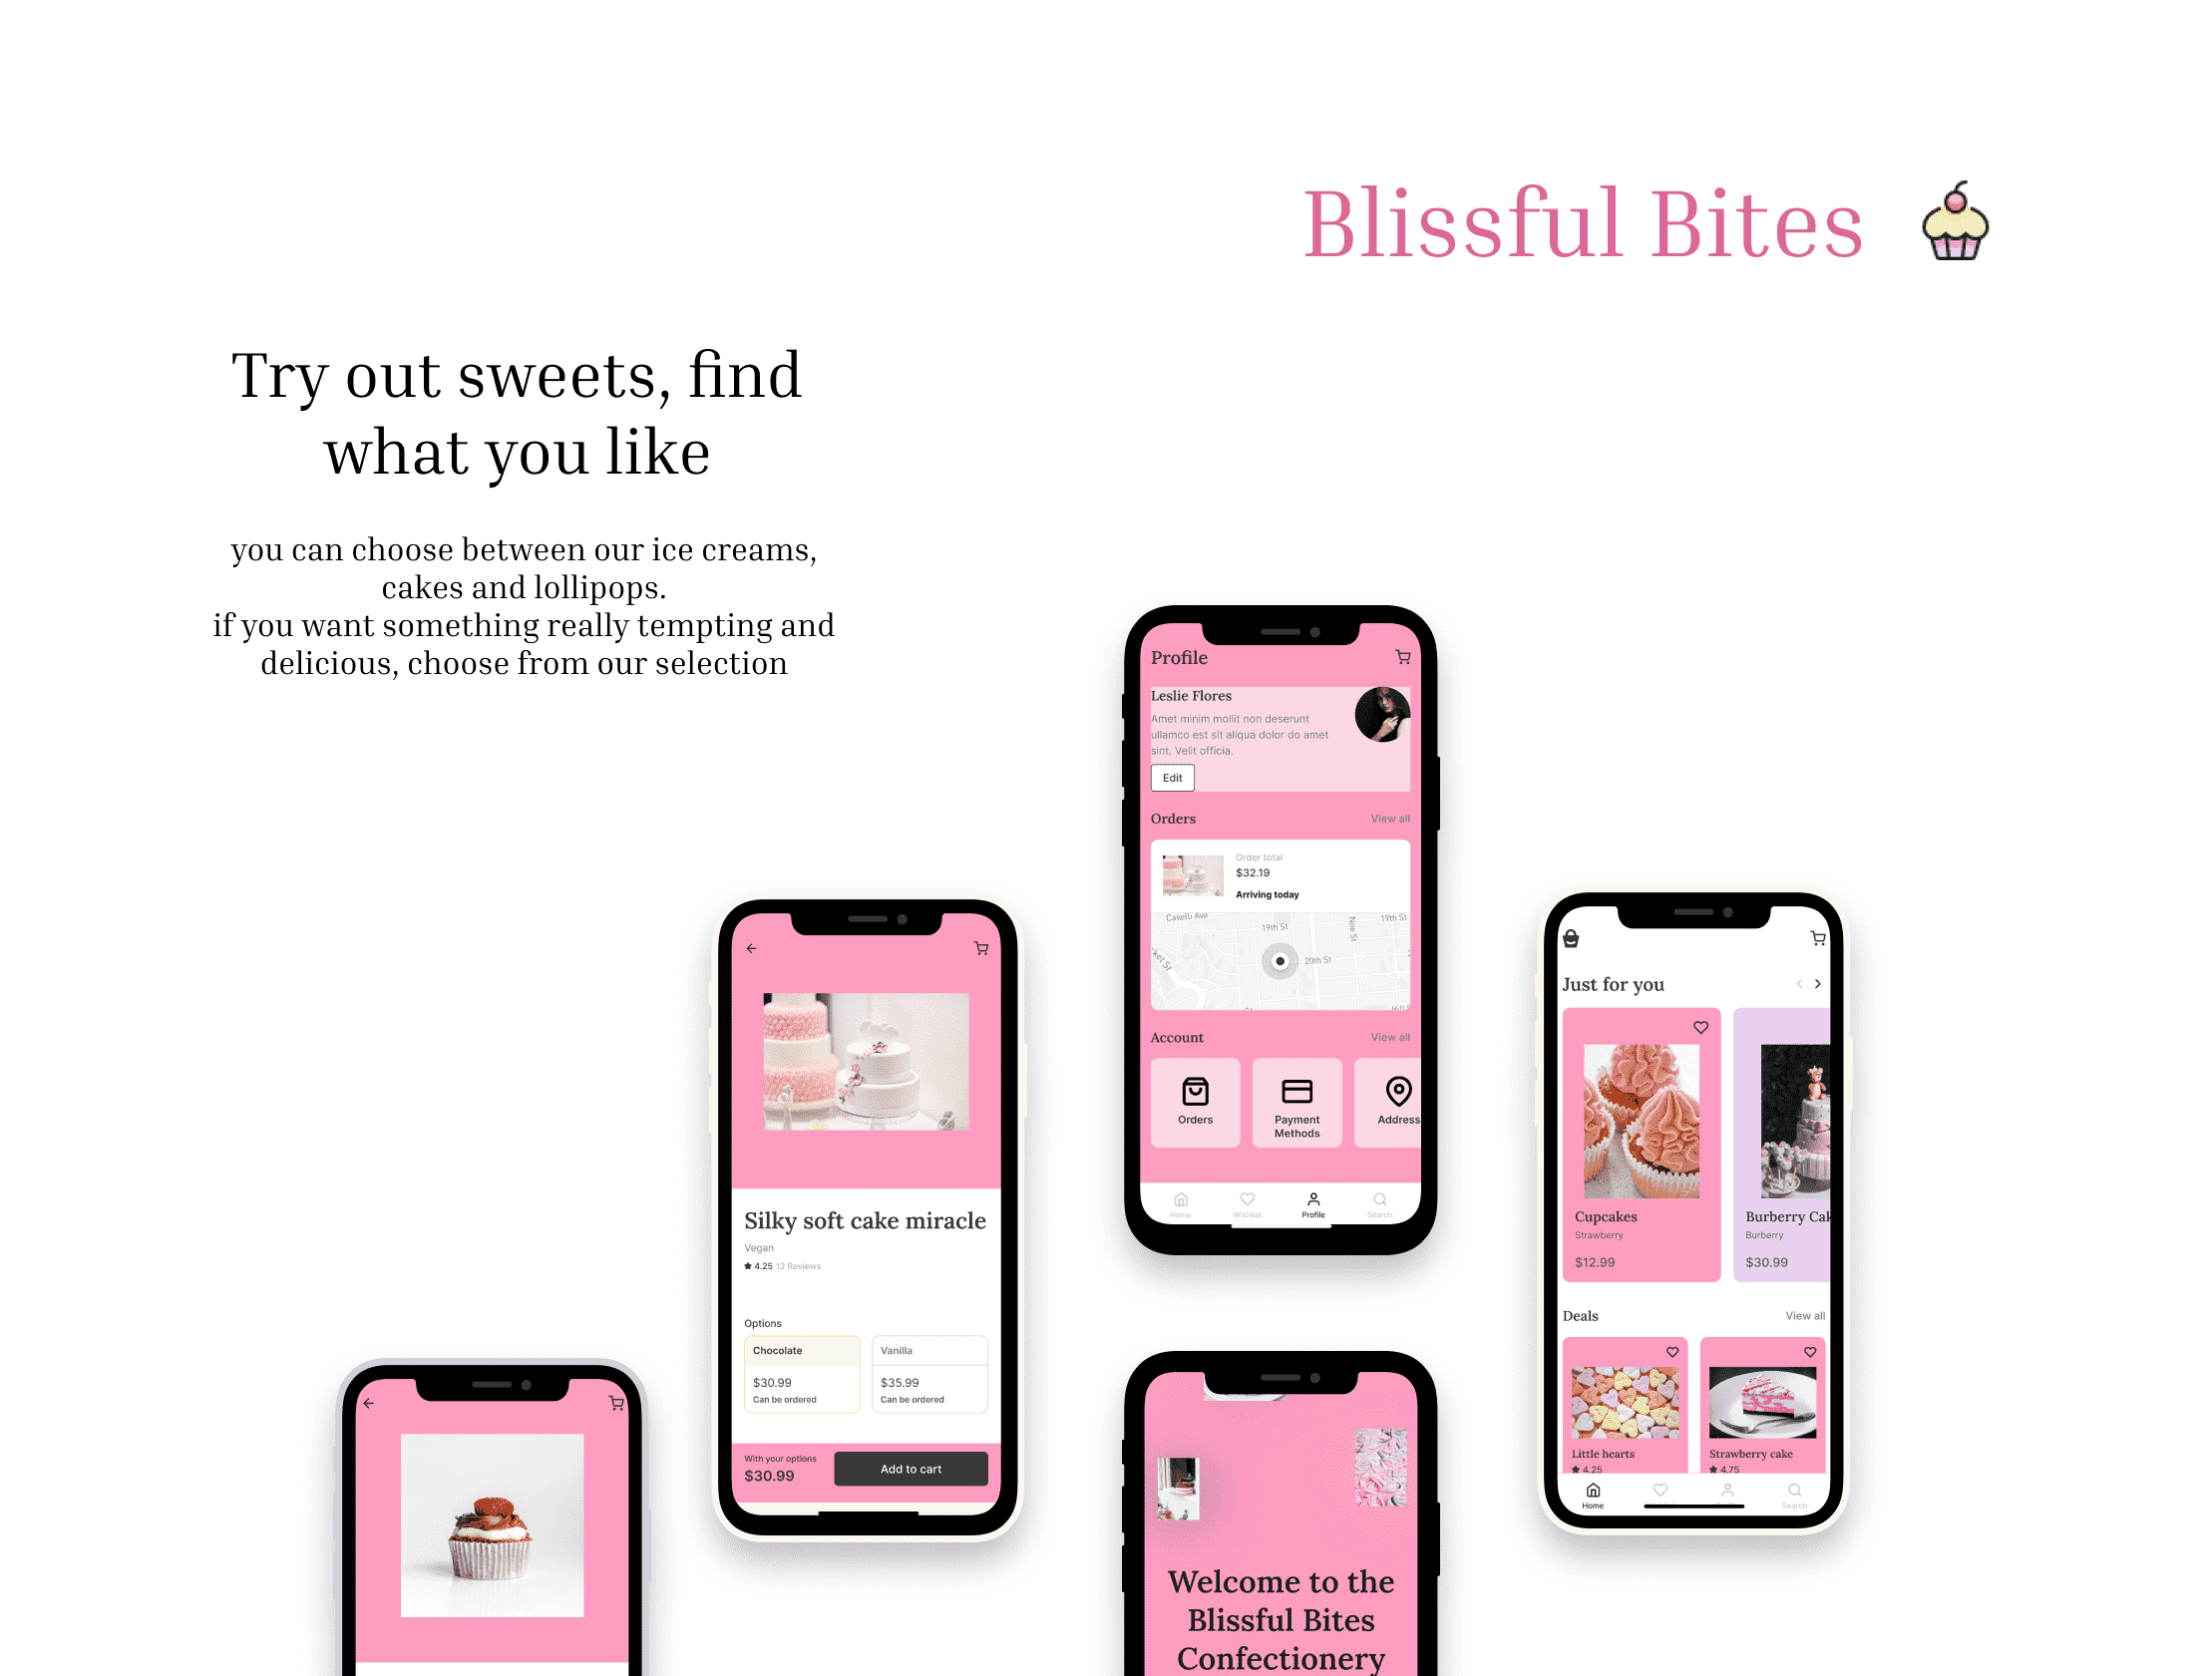 Blissful Bites
Try out sweets, find
what you like
you can choose between our ice creams,
cakes and lollipops.
if you want something really tempting and
delicious, choose from our selection
Profile
Leslie Flores
Amet minim mollit non deserunt
ullamco est sit aliqua dolor do amet
sint. Velit officia.
Edit
Orders
View all
Order total
$32.19
Arriving today
Caselli Ave
19th St
Noe St
19th St
20th St
ket St
Account
View all
Orders
Payment
Methods
Address
Home
Wishlist
Profile
Search
Silky soft cake miracle
Vegan
4.25 12 Reviews
Options
Chocolate
$30.99
Can be ordered
Vanilla
$35.99
Can be ordered
With your options
$30.99
Add to cart
Just for you
Cupcakes
Strawberry
$12.99
Burberry Cak
Burberry
$30.99
Deals
View all
Little hearts
4.25
Strawberry cake
4.75
Home
Search
Welcome to the
Blissful Bites
Confectionery